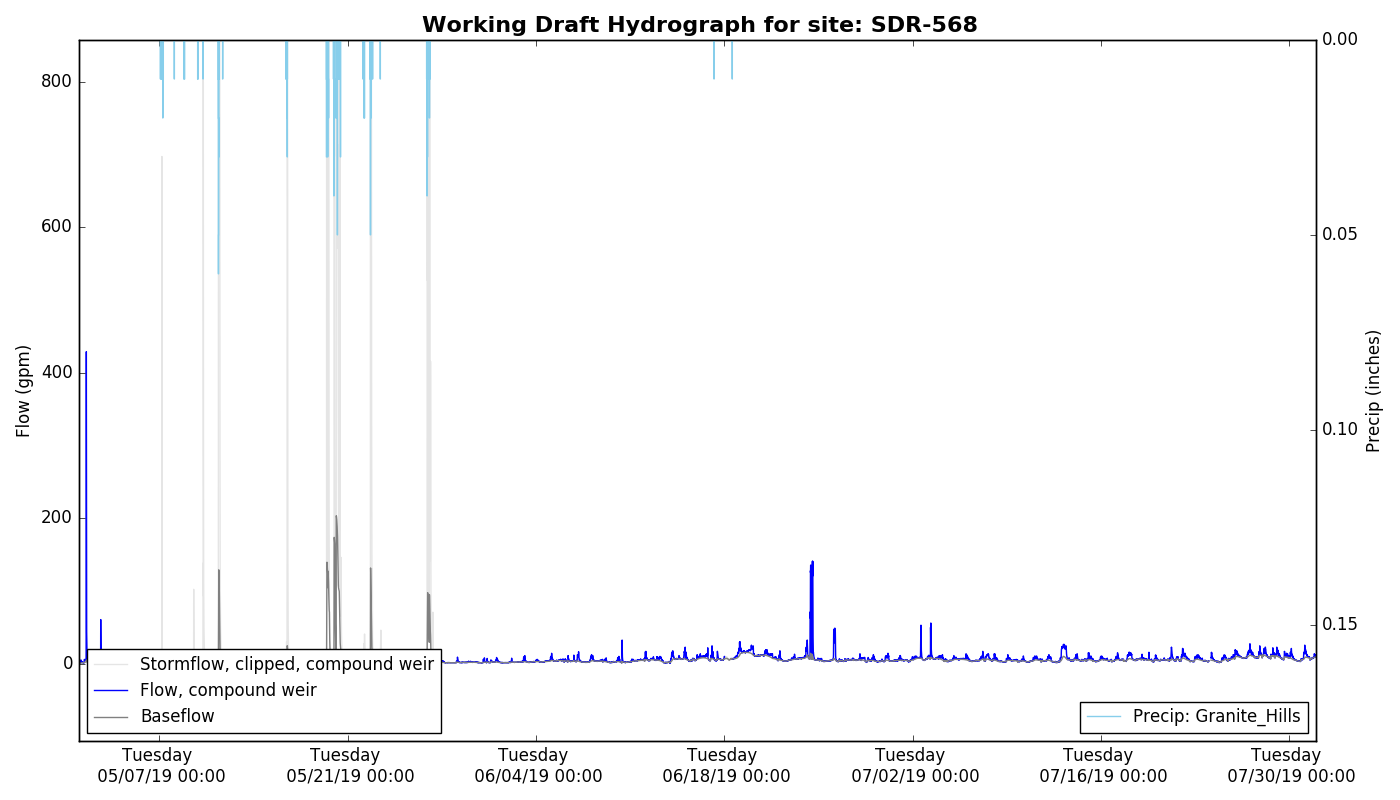 Working Draft Hydrograph for site: SDR-568
800
600
400
200
0
Flow (gpm)
0.00
0.05
0.10
0.15
Precip (inches)
Stormflow, clipped, compound weir
Flow, compound weir
Baseflow
Precip: Granite_Hills
Tuesday
05/07/19 00:00
Tuesday
05/21/19 00:00
Tuesday
06/04/19 00:00
Tuesday
06/18/19 00:00
Tuesday
07/02/19 00:00
Tuesday
07/16/19 00:00
Tuesday
07/30/19 00:00